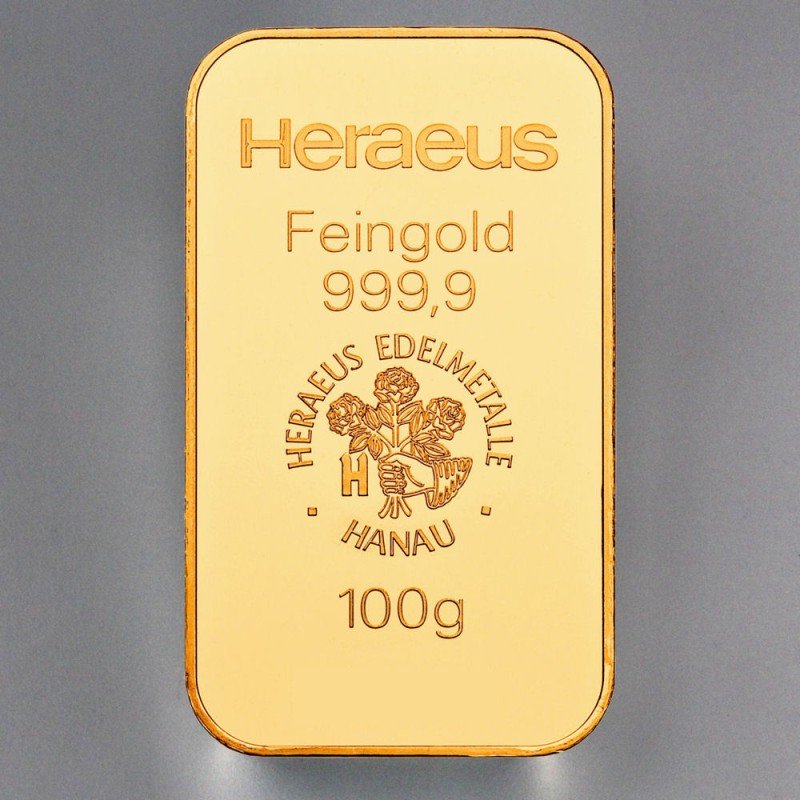 Heraeus
Feingold
999,9
HERAEUS EDELMETALLE
H
HANAU
100g